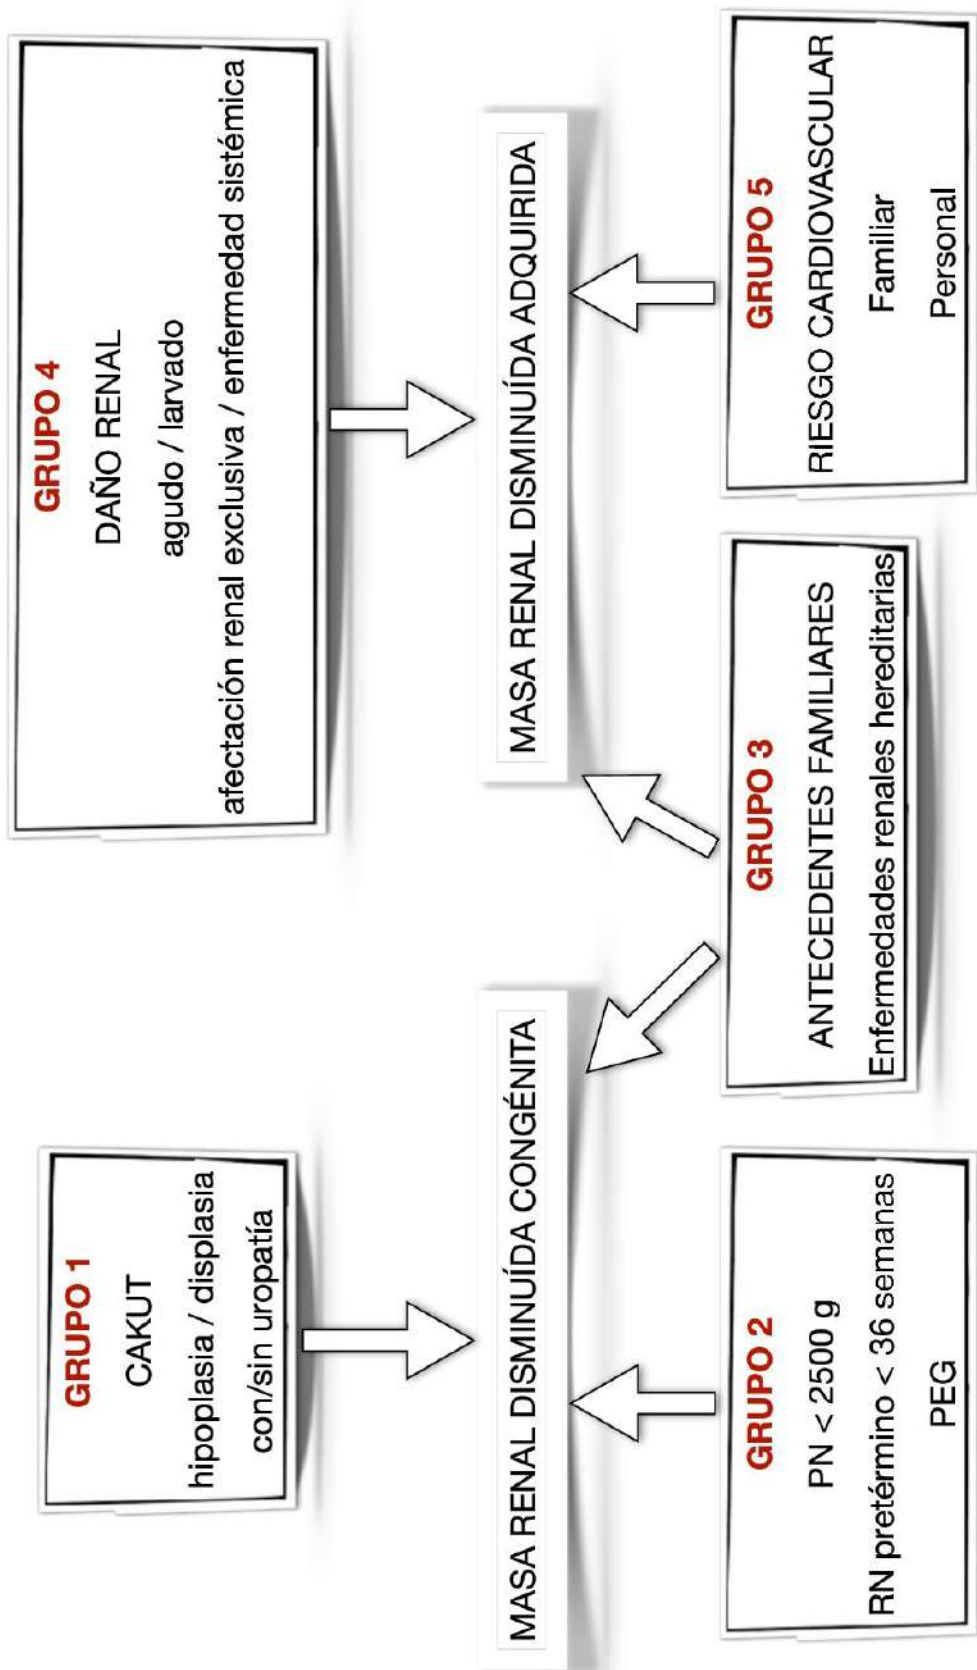 GRUPO 1
CAKUT
hipoplasia / displasia
con/sin uropatía
GRUPO 4
DAÑO RENAL
agudo / larvado
afectación renal exclusiva / enfermedad sistémica
MASA RENAL DISMINUÍDA CONGÉNITA
MASA RENAL DISMINUÍDA ADQUIRIDA
GRUPO 2
PN < 2500 g
RN pretérmino < 36 semanas
PEG
GRUPO 3
ANTECEDENTES FAMILIARES
Enfermedades renales hereditarias
GRUPO 5
RIESGO CARDIOVASCULAR
Familiar
Personal